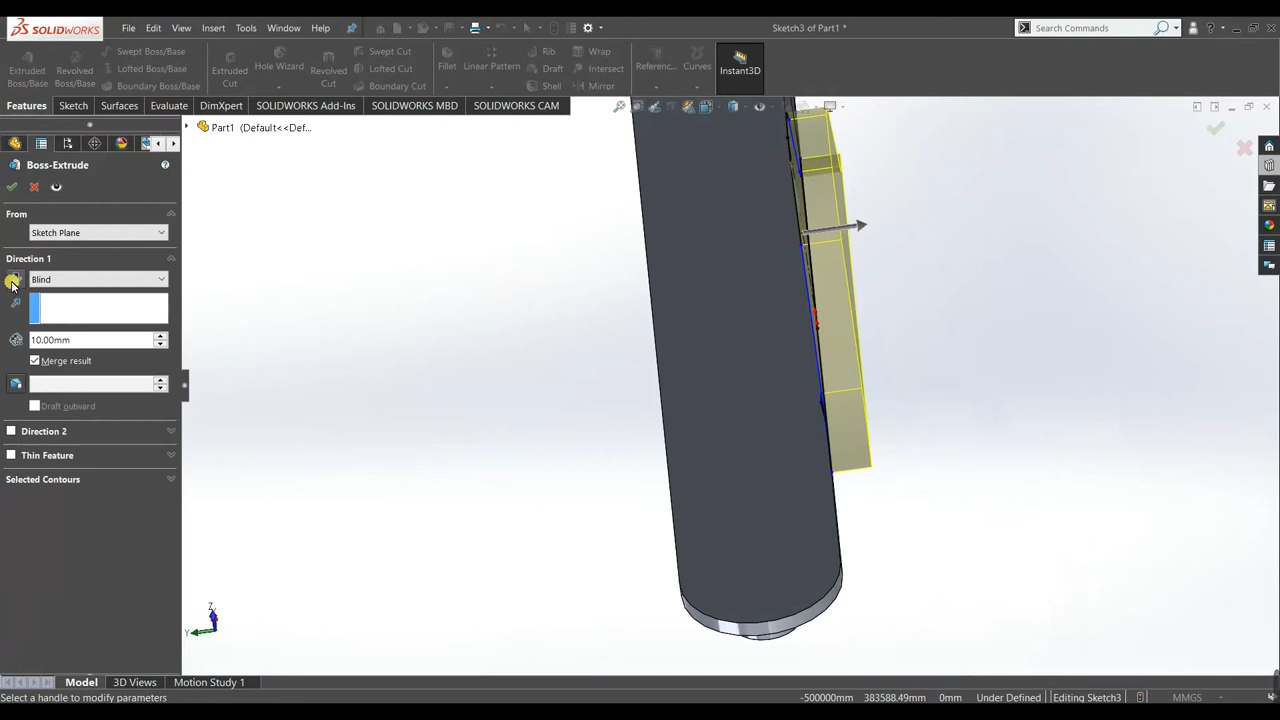 SOLIDWORKS File Edit View Insert Tools Window Help Sketch3 of Part1 * Search Commands
Extruded Boss/Base Revolved Boss/Base Swept Boss/Base Lofted Boss/Base Boundary Boss/Base Extruded Cut Hole Wizard Revolved Cut Swept Cut Lofted Cut Boundary Cut Fillet Linear Pattern Rib Draft Shell Wrap Intersect Mirror Referenc... Curves Instant3D
Features Sketch Surfaces Evaluate DimXpert SOLIDWORKS Add-Ins SOLIDWORKS MBD SOLIDWORKS CAM
Part1 (Default<<Def...
Boss-Extrude
From
Sketch Plane
Direction 1
Blind
10.00mm
Merge result
Draft outward
Direction 2
Thin Feature
Selected Contours
Z
Y
Model 3D Views Motion Study 1
Select a handle to modify parameters -500000mm 383588.49mm 0mm Under Defined Editing Sketch3 MMGS